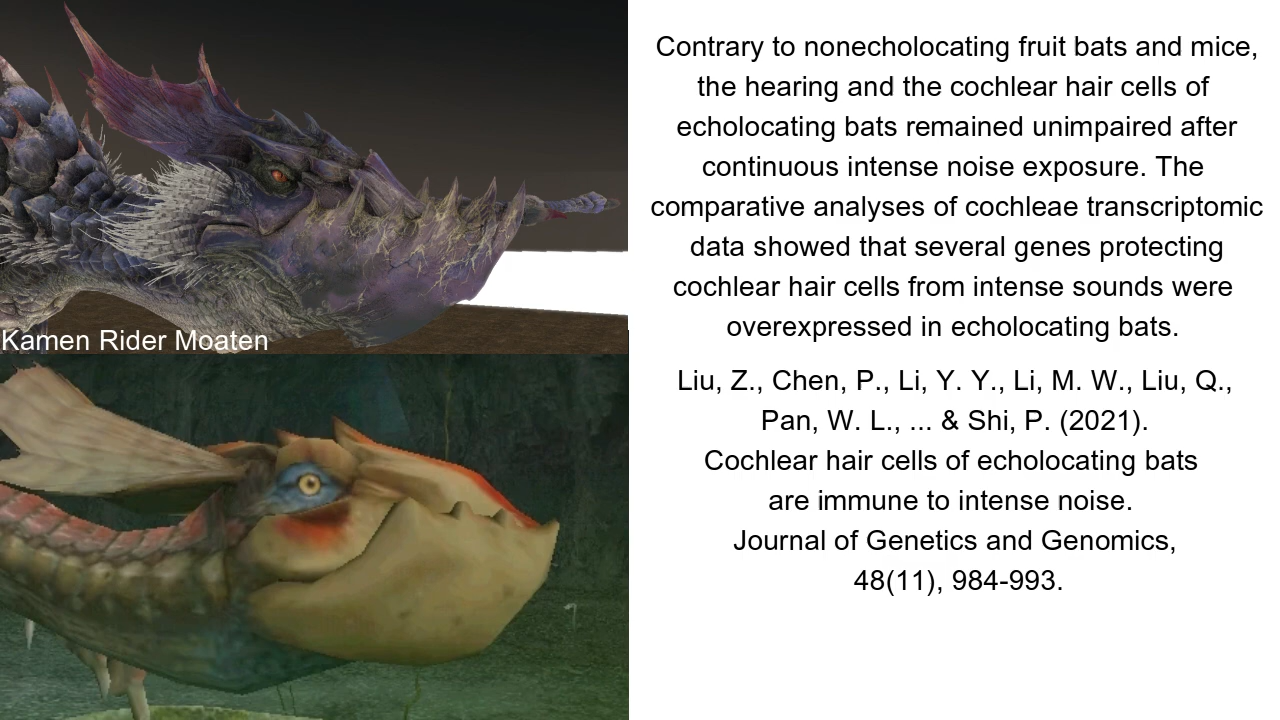 Kamen Rider Moaten
Contrary to nonecholocating fruit bats and mice,
the hearing and the cochlear hair cells of
echolocating bats remained unimpaired after
continuous intense noise exposure. The
comparative analyses of cochleae transcriptomic
data showed that several genes protecting
cochlear hair cells from intense sounds were
overexpressed in echolocating bats.
Liu, Z., Chen, P., Li, Y. Y., Li, M. W., Liu, Q.,
Pan, W. L., ... & Shi, P. (2021).
Cochlear hair cells of echolocating bats
are immune to intense noise.
Journal of Genetics and Genomics,
48(11), 984-993.